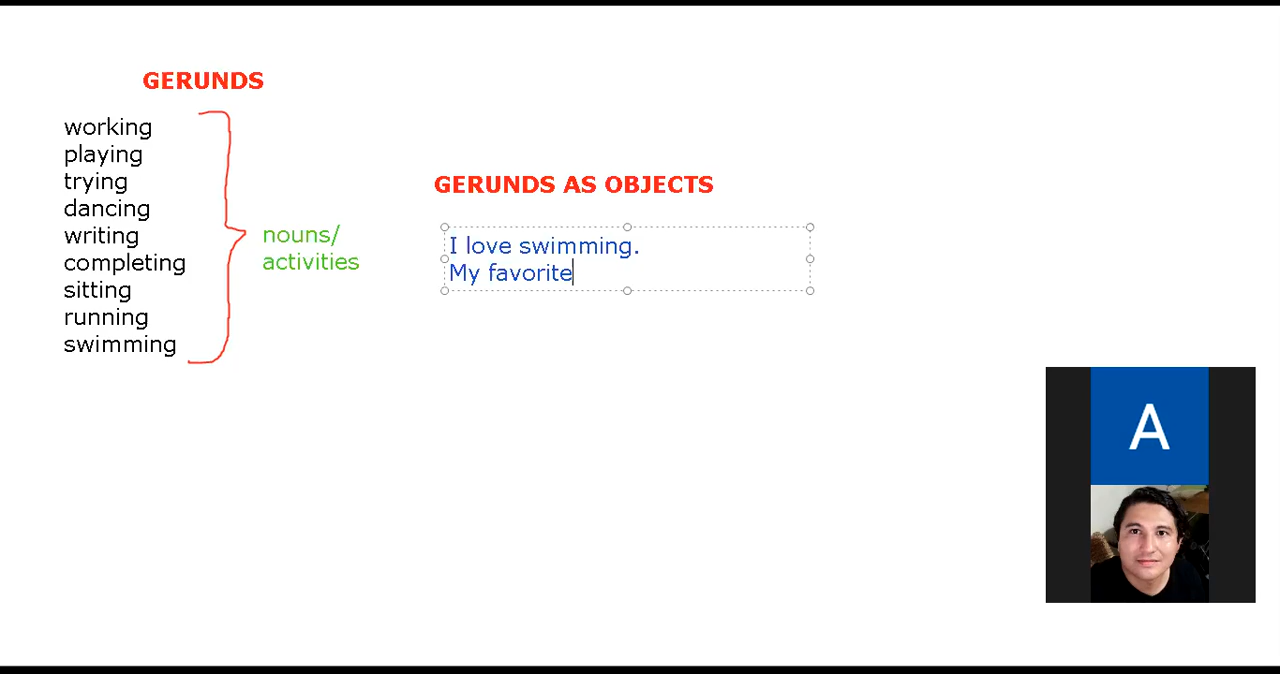 GERUNDS
working
playing
trying
dancing
writing
completing
sitting
running
swimming
nouns/
activities
GERUNDS AS OBJECTS
I love swimming.
My favorite
A